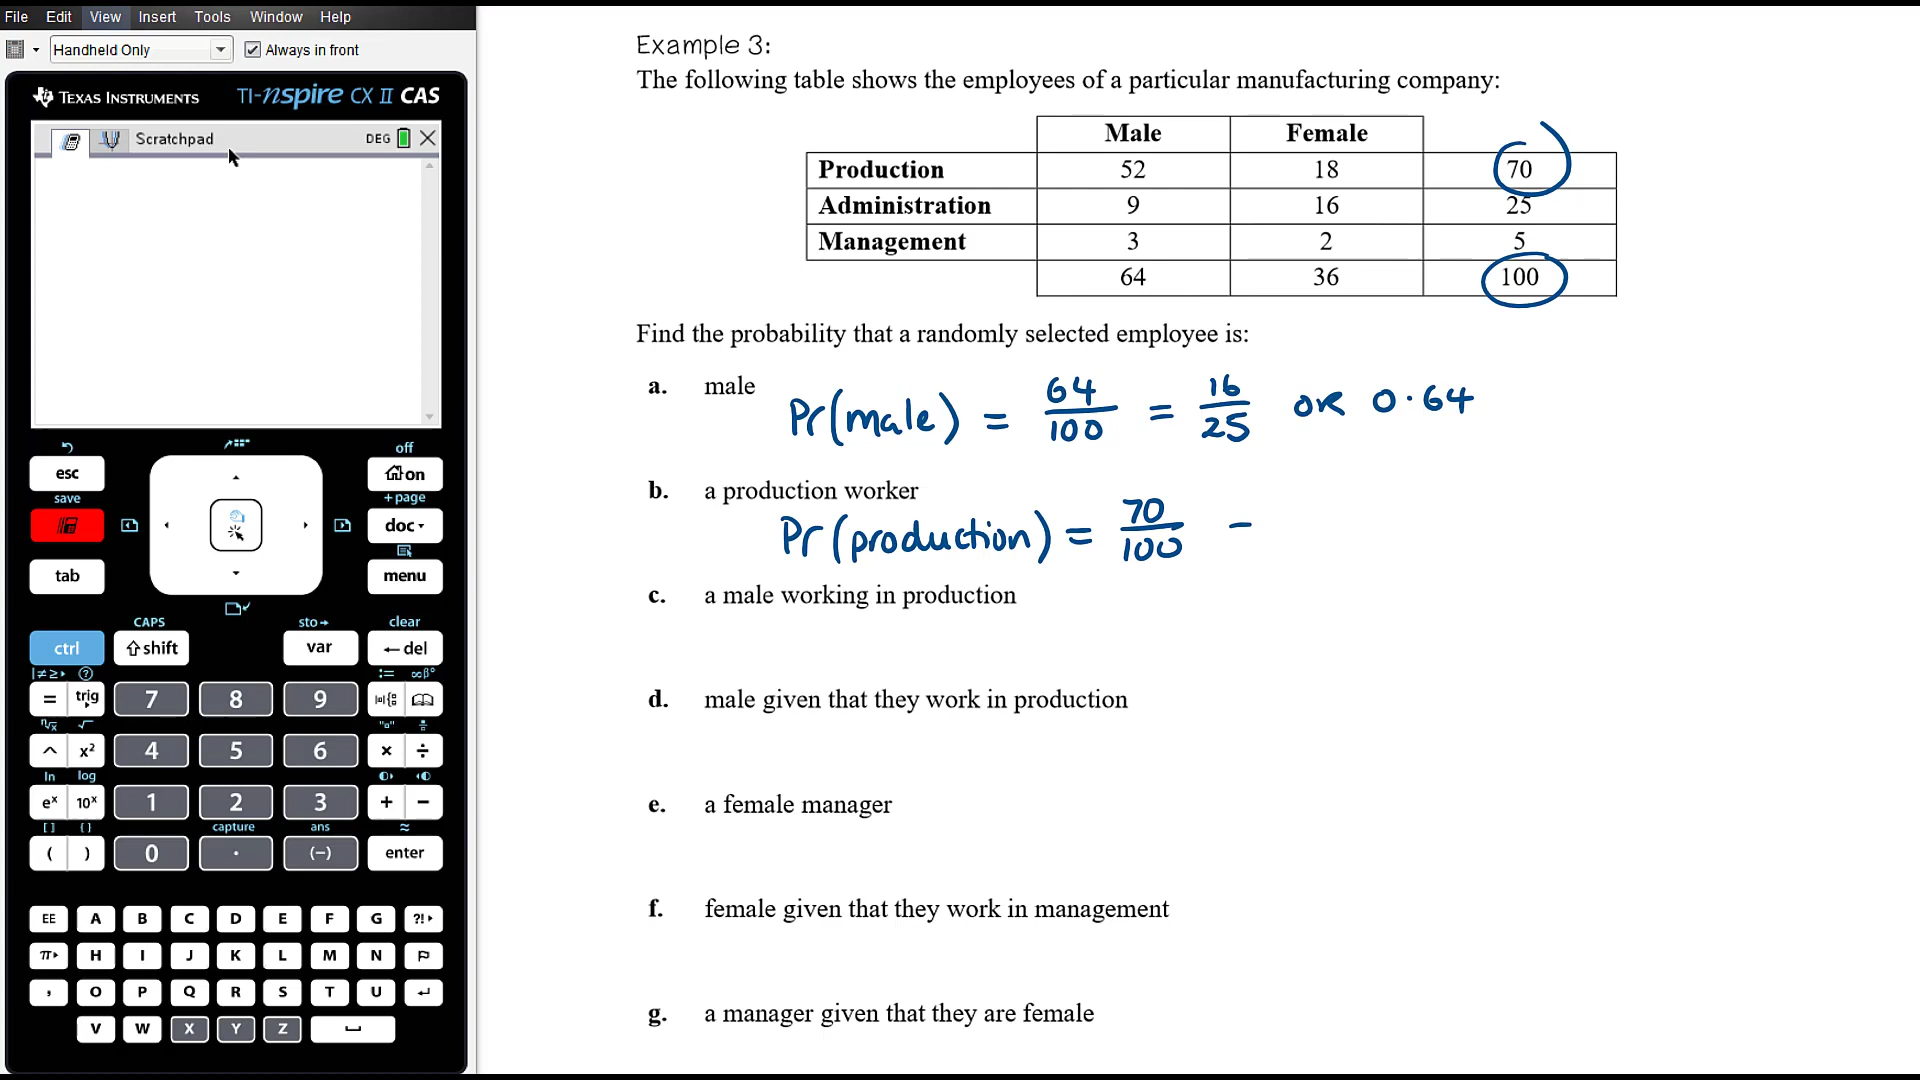 File Edit View Insert Tools Window Help
Handheld Only Always in front
TEXAS INSTRUMENTS TI-nspire CX II CAS
Scratchpad DEG
off
esc on
save + page
doc
tab menu
CAPS sto→ clear
ctrl ⇧shift var ←del
= trig 7 8 9
^ x² 4 5 6 × ÷
ln log
eˣ 10ˣ 1 2 3 + −
[ ] { } capture ans ≈
( ) 0 . (−) enter
EE A B C D E F G ?!
π H I J K L M N
, O P Q R S T U
V W X Y Z
Example 3:
The following table shows the employees of a particular manufacturing company:
Male Female
Production 52 18 70
Administration 9 16 25
Management 3 2 5
64 36 100
Find the probability that a randomly selected employee is:
a. male
Pr(male) = 64/100 = 16/25 or 0.64
b. a production worker
Pr(production) = 70/100 -
c. a male working in production
d. male given that they work in production
e. a female manager
f. female given that they work in management
g. a manager given that they are female